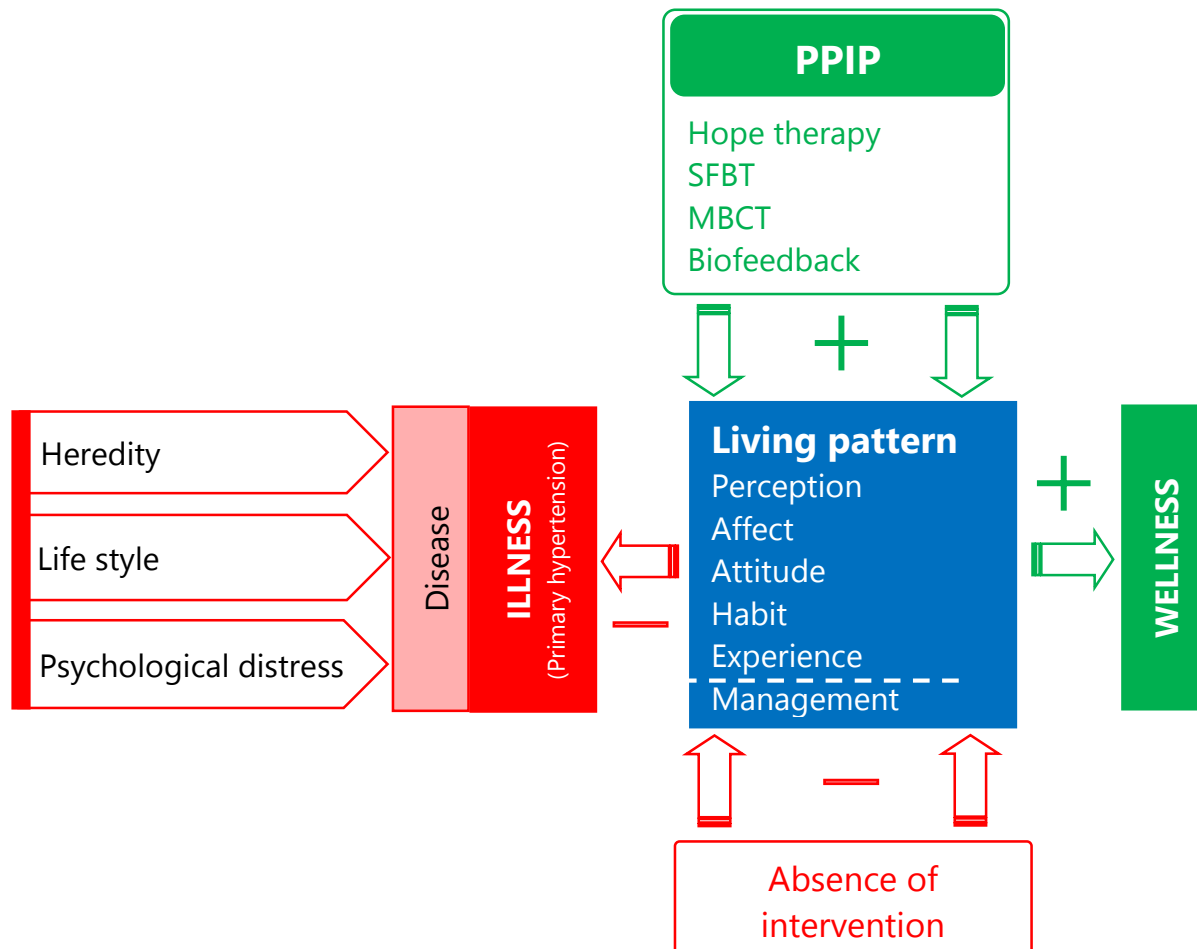 PPIP
Hope therapy
SFBT
MBCT
Biofeedback
+
Heredity
Life style
Psychological distress
Disease
ILLNESS
(Primary hypertension)
—
Living pattern
Perception
Affect
Attitude
Habit
Experience
Management
+
WELLNESS
—
Absence of
intervention